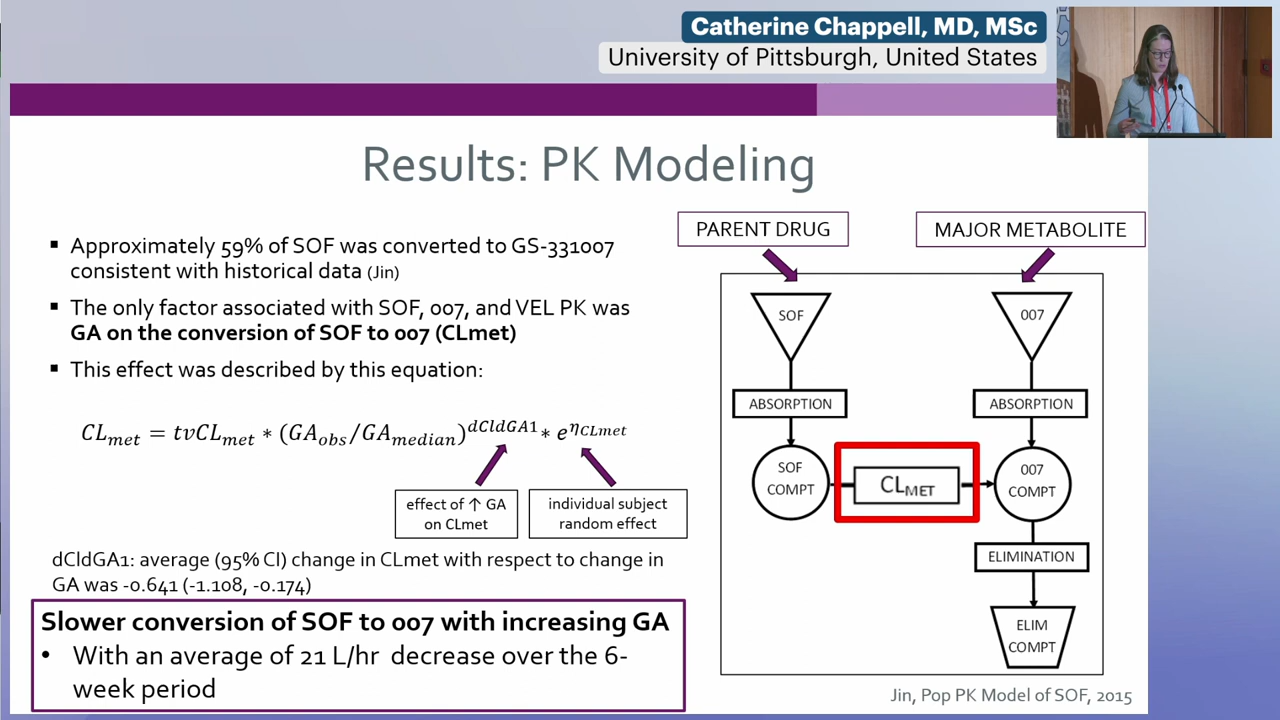 Catherine Chappell, MD, MSc
University of Pittsburgh, United States
Results: PK Modeling
▪ Approximately 59% of SOF was converted to GS-331007
consistent with historical data (Jin)
▪ The only factor associated with SOF, 007, and VEL PK was
GA on the conversion of SOF to 007 (CLmet)
▪ This effect was described by this equation:
CL_met = tvCL_met * (GA_obs/GA_median)^dCldGA1 * e^η_CLmet
effect of ↑ GA
on CLmet
individual subject
random effect
dCldGA1: average (95% CI) change in CLmet with respect to change in
GA was -0.641 (-1.108, -0.174)
Slower conversion of SOF to 007 with increasing GA
• With an average of 21 L/hr decrease over the 6-
week period
PARENT DRUG
MAJOR METABOLITE
SOF
007
ABSORPTION
ABSORPTION
SOF
COMPT
CL_MET
007
COMPT
ELIMINATION
ELIM
COMPT
Jin, Pop PK Model of SOF, 2015